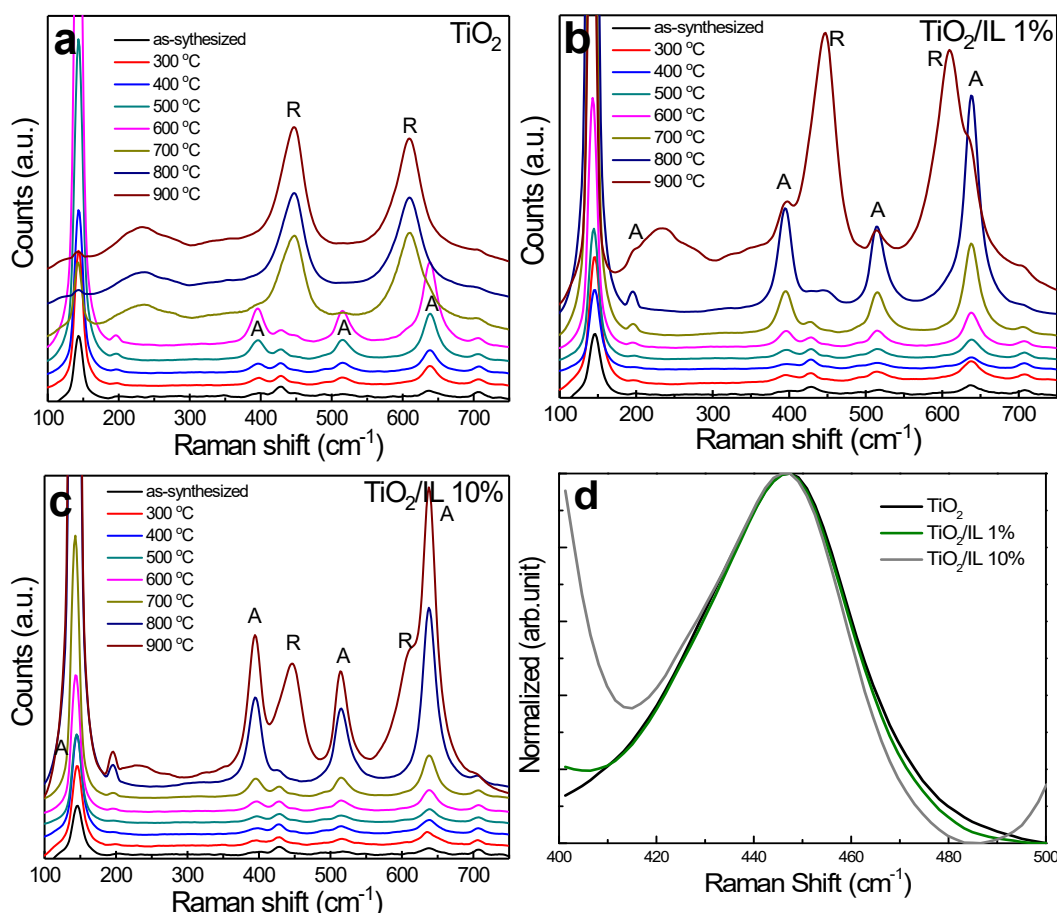 a
TiO₂
as-sythesized
300 °C
400 °C
500 °C
600 °C
700 °C
800 °C
900 °C
R
R
A
A
A
Counts (a.u.)
100 200 300 400 500 600 700
Raman shift (cm⁻¹)
b
TiO₂/IL 1%
as-synthesized
300 °C
400 °C
500 °C
600 °C
700 °C
800 °C
900 °C
R
R
A
A
A
A
Counts (a.u.)
100 200 300 400 500 600 700
Raman shift (cm⁻¹)
c
TiO₂/IL 10%
as-synthesized
300 °C
400 °C
500 °C
600 °C
700 °C
800 °C
900 °C
A
A
R
A
R
A
Counts (a.u.)
100 200 300 400 500 600 700
Raman shift (cm⁻¹)
d
TiO₂
TiO₂/IL 1%
TiO₂/IL 10%
Normalized (arb.unit)
400 420 440 460 480 500
Raman Shift (cm⁻¹)